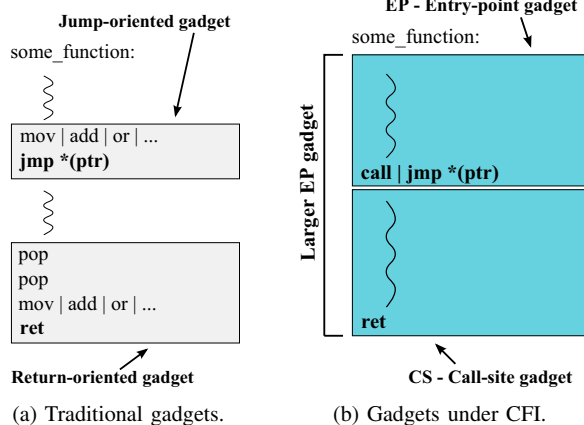 Jump-oriented gadget
some_function:
mov | add | or | ...
jmp *(ptr)
pop
pop
mov | add | or | ...
ret
Return-oriented gadget
(a) Traditional gadgets.
EP - Entry-point gadget
some_function:
Larger EP gadget
call | jmp *(ptr)
ret
CS - Call-site gadget
(b) Gadgets under CFI.